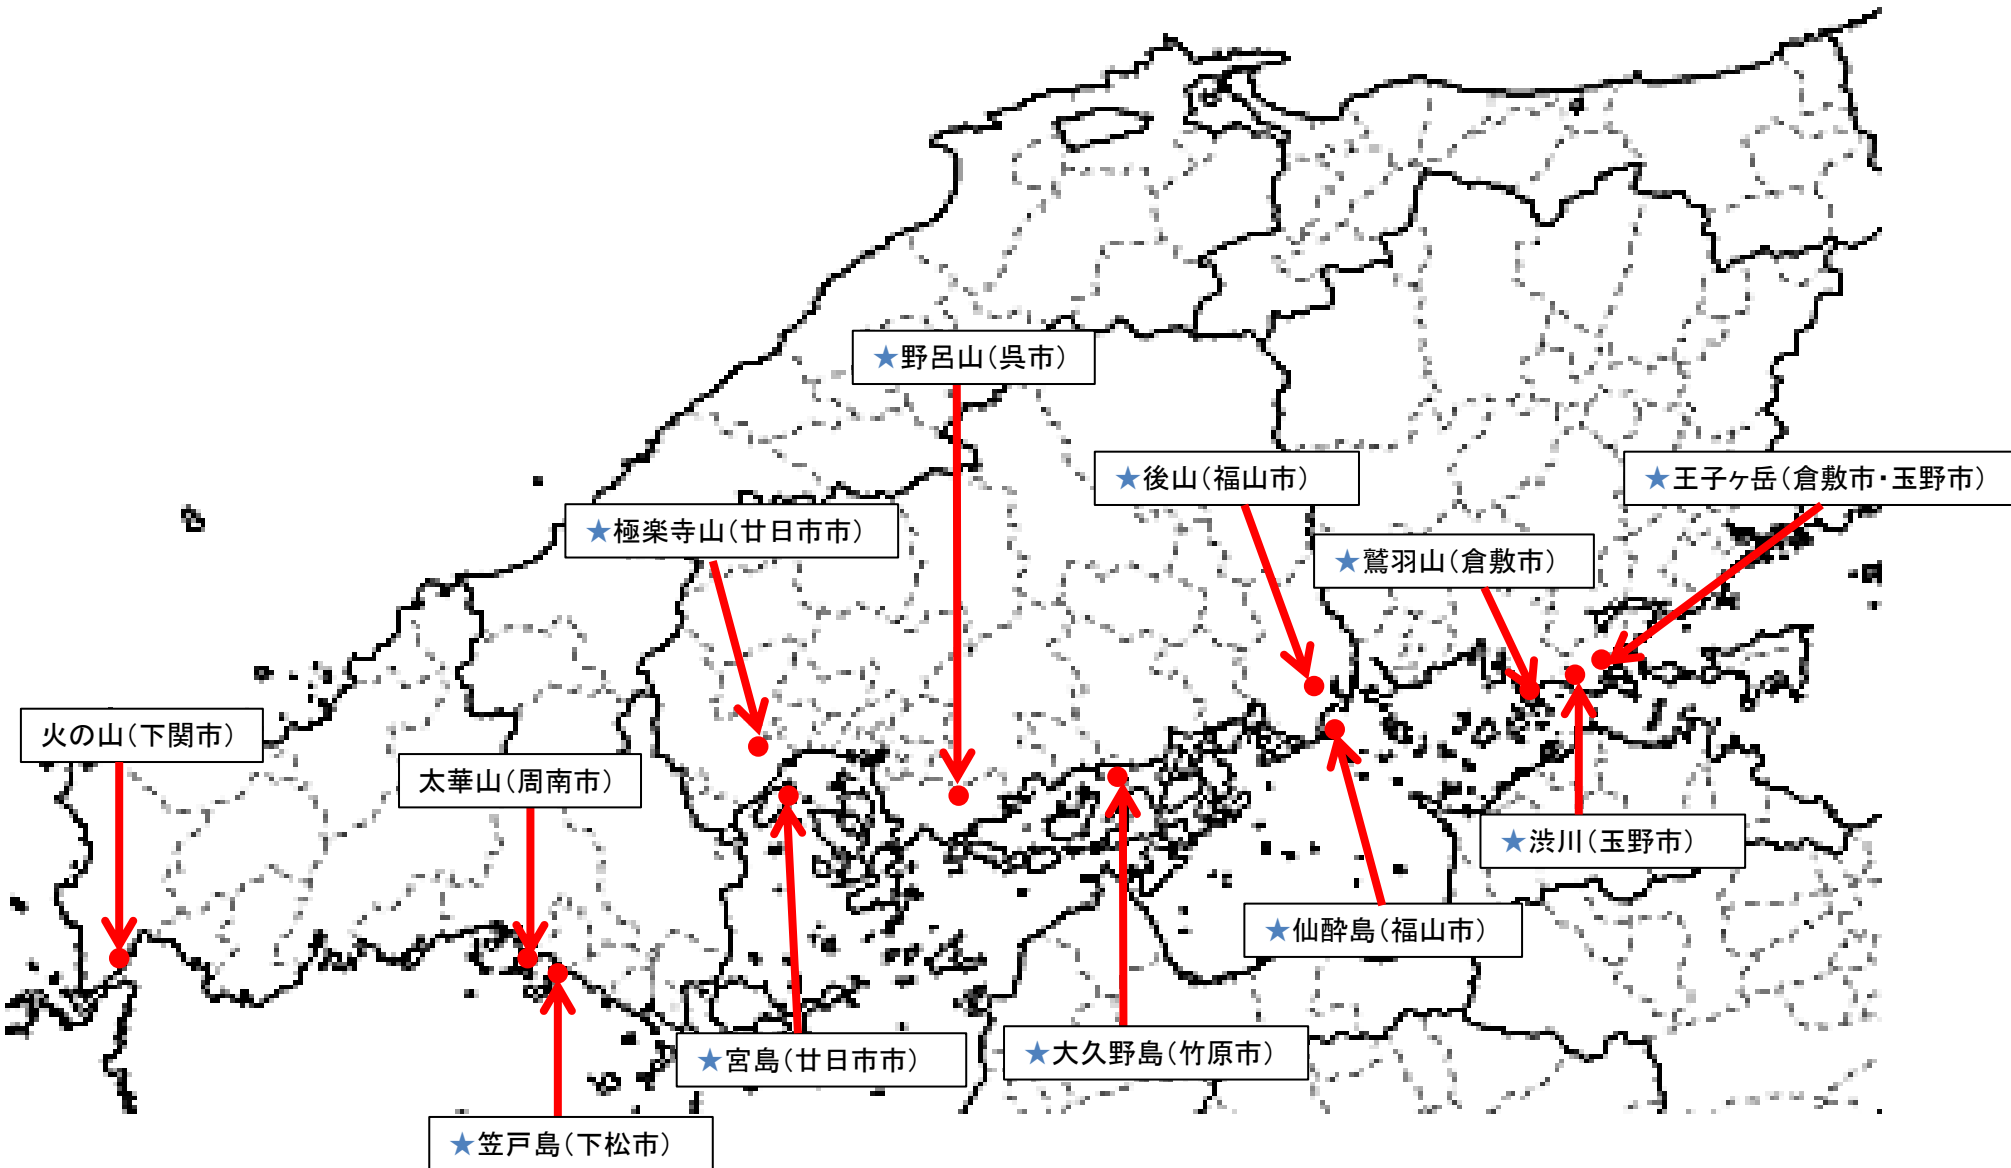 ★野呂山(呉市)
★後山(福山市)
★王子ヶ岳(倉敷市・玉野市)
★極楽寺山(廿日市市)
★鷲羽山(倉敷市)
火の山(下関市)
太華山(周南市)
★渋川(玉野市)
★仙酔島(福山市)
★宮島(廿日市市)
★大久野島(竹原市)
★笠戸島(下松市)